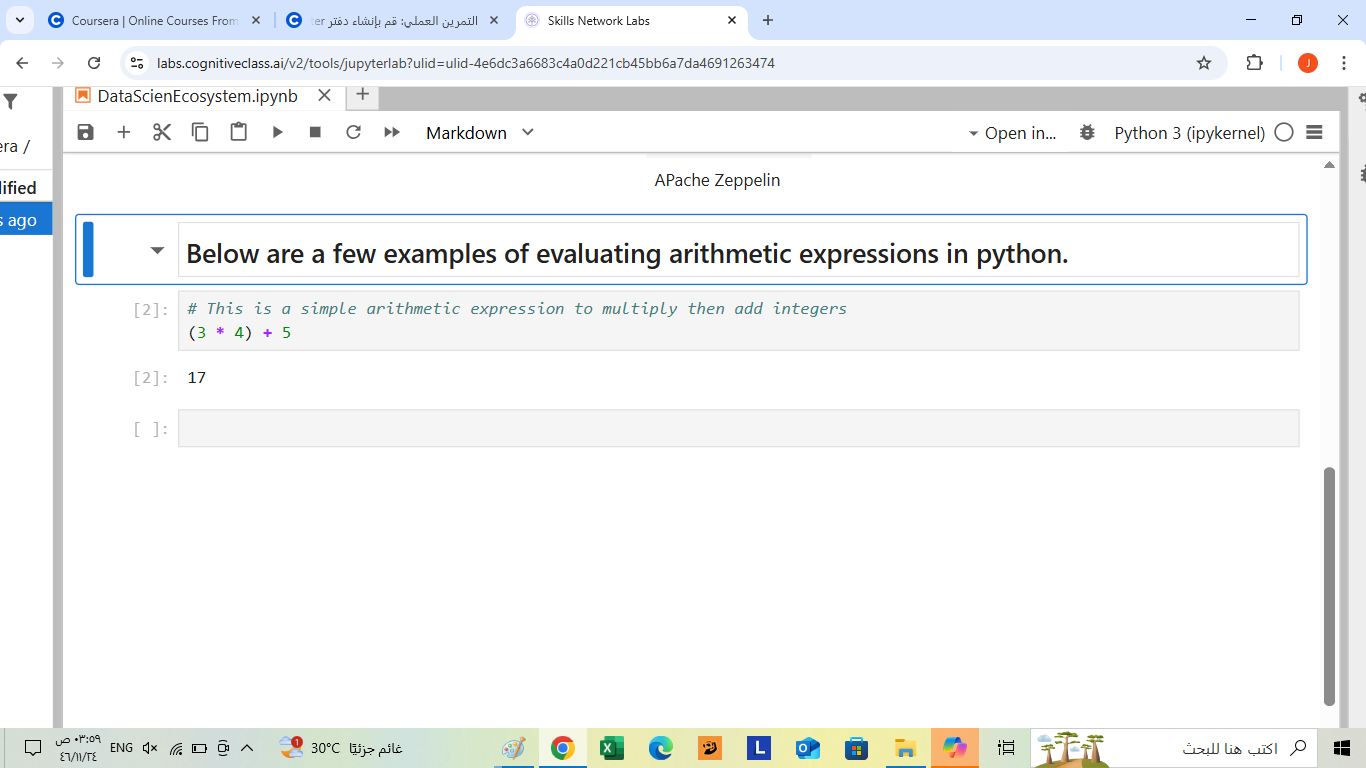 Coursera | Online Courses From
التمرين العملي: قم بإنشاء دفتر ter
Skills Network Labs
labs.cognitiveclass.ai/v2/tools/jupyterlab?ulid=ulid-4e6dc3a6683c4a0d221cb45bb6a7da4691263474
J
DataScienEcosystem.ipynb
Markdown
Open in...
Python 3 (ipykernel)
era /
ified
s ago
APache Zeppelin
Below are a few examples of evaluating arithmetic expressions in python.
[2]: # This is a simple arithmetic expression to multiply then add integers
(3 * 4) + 5
[2]: 17
[ ]:
٠٣:٥٩ ص
٤٦/١١/٢٤
ENG
1
30°C غائم جزئيًا
L
اكتب هنا للبحث